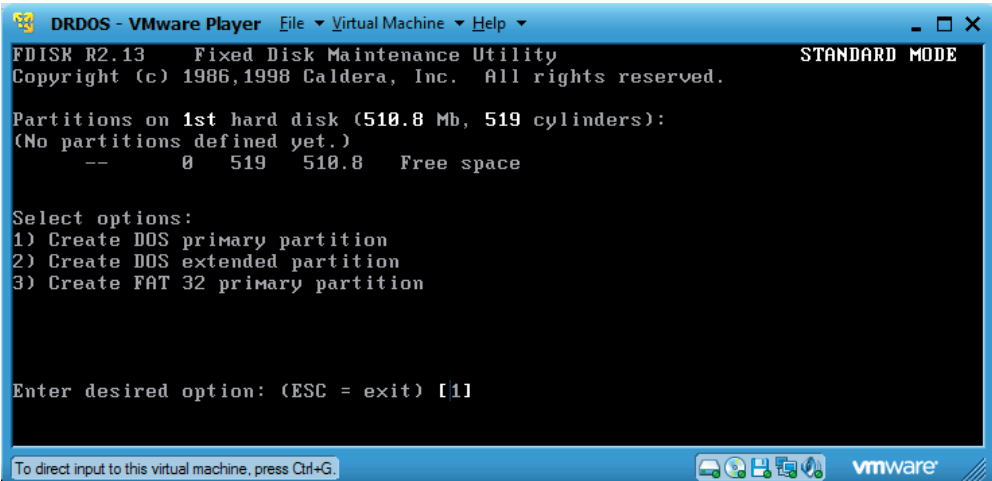 DRDOS - VMware Player File ▼ Virtual Machine ▼ Help ▼
FDISK R2.13 Fixed Disk Maintenance Utility STANDARD MODE
Copyright (c) 1986,1998 Caldera, Inc. All rights reserved.
Partitions on 1st hard disk (510.8 Mb, 519 cylinders):
(No partitions defined yet.)
-- 0 519 510.8 Free space
Select options:
1) Create DOS primary partition
2) Create DOS extended partition
3) Create FAT 32 primary partition
Enter desired option: (ESC = exit) [1]
To direct input to this virtual machine, press Ctrl+G. vmware